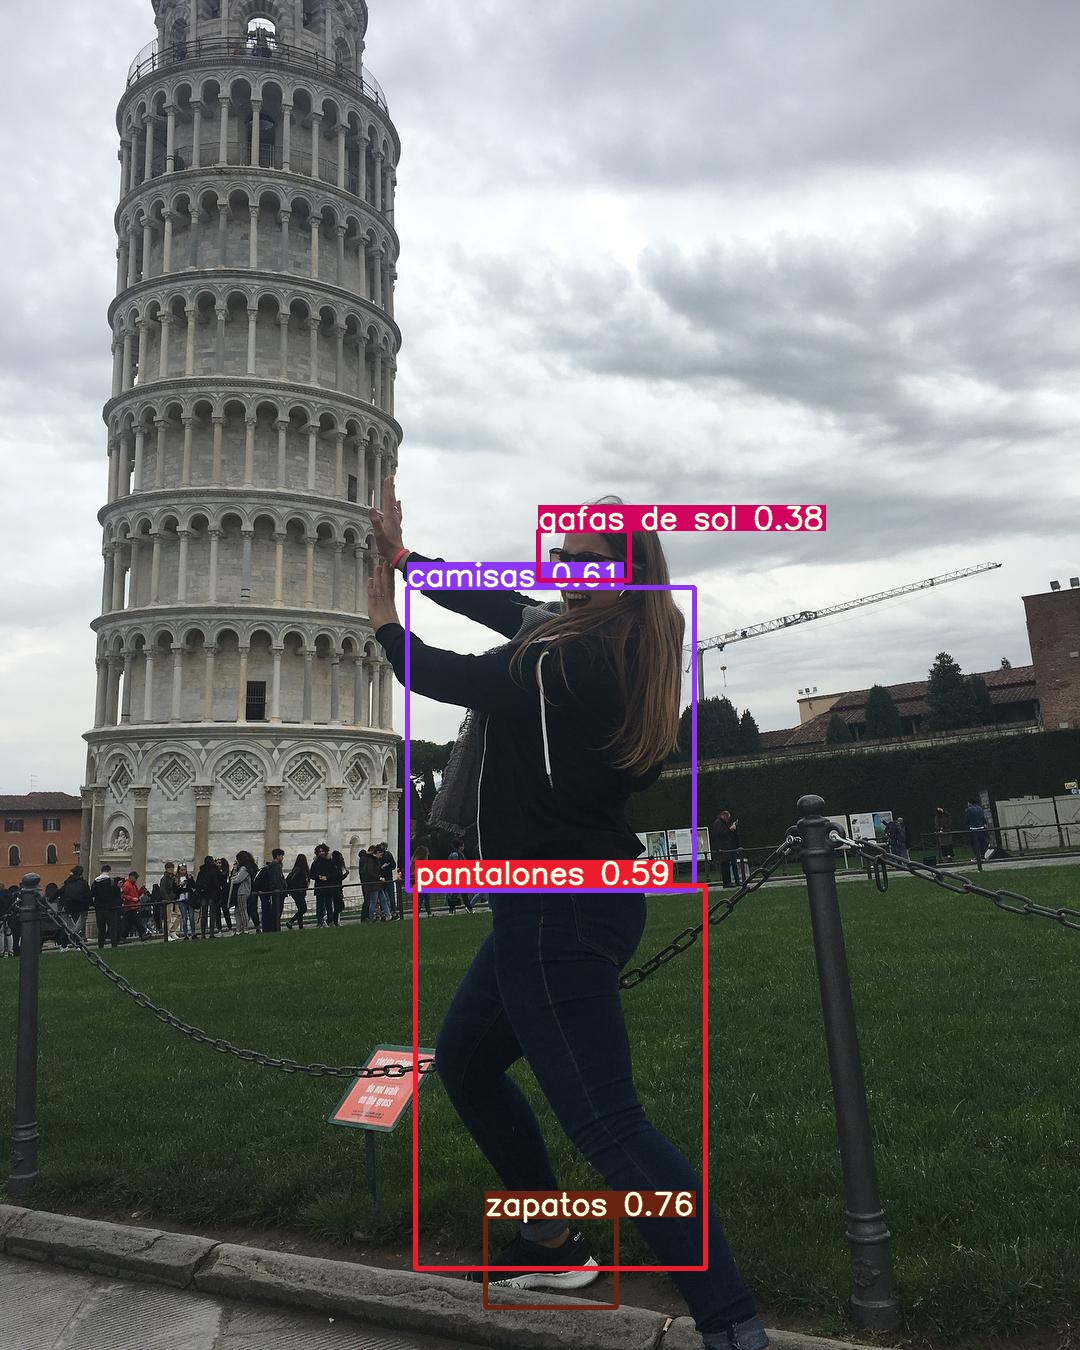 gafas de sol 0.38
camisas 0.61
pantalones 0.59
do not walk
on the grass
zapatos 0.76